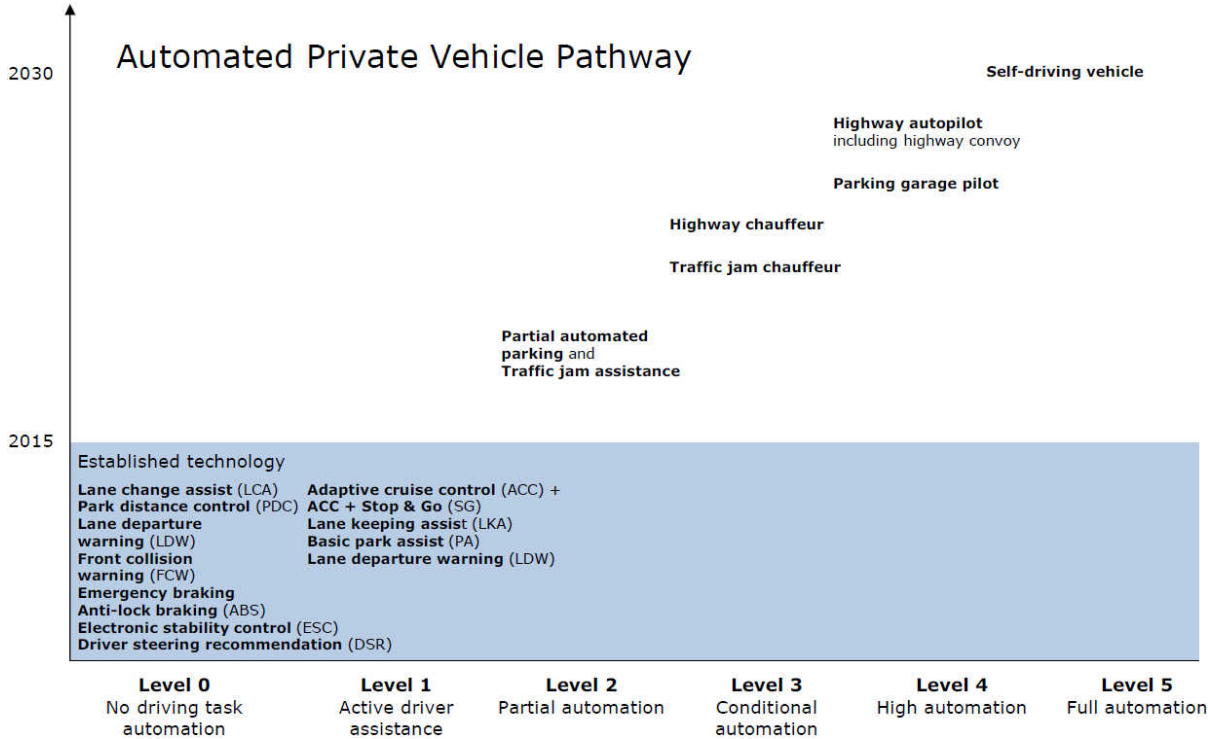 Automated Private Vehicle Pathway
2030
Self-driving vehicle
Highway autopilot
including highway convoy
Parking garage pilot
Highway chauffeur
Traffic jam chauffeur
Partial automated
parking and
Traffic jam assistance
2015
Established technology
Lane change assist (LCA)
Park distance control (PDC)
Lane departure
warning (LDW)
Front collision
warning (FCW)
Emergency braking
Anti-lock braking (ABS)
Electronic stability control (ESC)
Driver steering recommendation (DSR)
Adaptive cruise control (ACC) +
ACC + Stop & Go (SG)
Lane keeping assist (LKA)
Basic park assist (PA)
Lane departure warning (LDW)
Level 0
No driving task
automation
Level 1
Active driver
assistance
Level 2
Partial automation
Level 3
Conditional
automation
Level 4
High automation
Level 5
Full automation